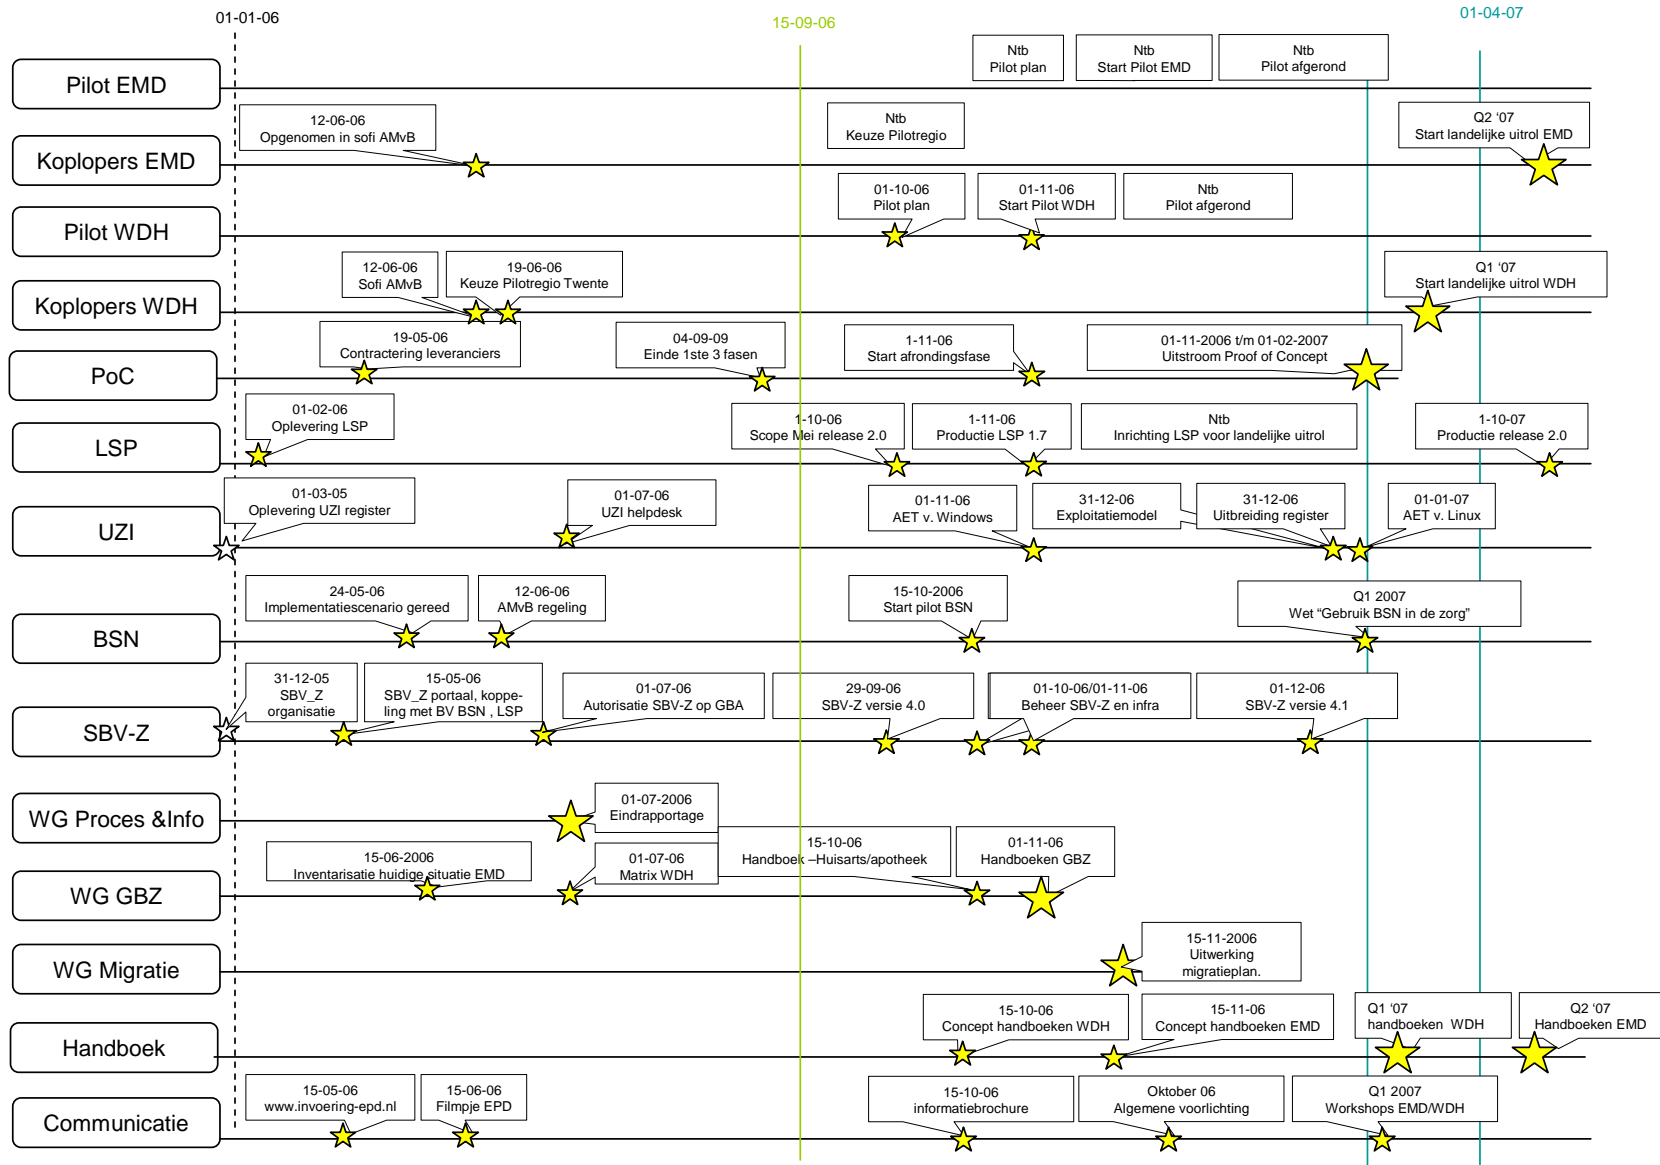 01-01-06
15-09-06
01-04-07
Pilot EMD
Ntb
Pilot plan
Ntb
Start Pilot EMD
Ntb
Pilot afgerond
Koplopers EMD
12-06-06
Opgenomen in sofi AMvB
Ntb
Keuze Pilotregio
Q2 ‘07
Start landelijke uitrol EMD
Pilot WDH
01-10-06
Pilot plan
01-11-06
Start Pilot WDH
Ntb
Pilot afgerond
Koplopers WDH
12-06-06
Sofi AMvB
19-06-06
Keuze Pilotregio Twente
Q1 ‘07
Start landelijke uitrol WDH
PoC
19-05-06
Contractering leveranciers
04-09-09
Einde 1ste 3 fasen
1-11-06
Start afrondingsfase
01-11-2006 t/m 01-02-2007
Uitstroom Proof of Concept
LSP
01-02-06
Oplevering LSP
1-10-06
Scope Mei release 2.0
1-11-06
Productie LSP 1.7
Ntb
Inrichting LSP voor landelijke uitrol
1-10-07
Productie release 2.0
UZI
01-03-05
Oplevering UZI register
01-07-06
UZI helpdesk
01-11-06
AET v. Windows
31-12-06
Exploitatiemodel
31-12-06
Uitbreiding register
01-01-07
AET v. Linux
BSN
24-05-06
Implementatiescenario gereed
12-06-06
AMvB regeling
15-10-2006
Start pilot BSN
Q1 2007
Wet “Gebruik BSN in de zorg”
SBV-Z
31-12-05
SBV_Z
organisatie
15-05-06
SBV_Z portaal, koppe-
ling met BV BSN , LSP
01-07-06
Autorisatie SBV-Z op GBA
29-09-06
SBV-Z versie 4.0
01-10-06/01-11-06
Beheer SBV-Z en infra
01-12-06
SBV-Z versie 4.1
WG Proces &Info
01-07-2006
Eindrapportage
WG GBZ
15-06-2006
Inventarisatie huidige situatie EMD
01-07-06
Matrix WDH
15-10-06
Handboek –Huisarts/apotheek
01-11-06
Handboeken GBZ
WG Migratie
15-11-2006
Uitwerking
migratieplan.
Handboek
15-10-06
Concept handboeken WDH
15-11-06
Concept handboeken EMD
Q1 ‘07
handboeken WDH
Q2 ‘07
Handboeken EMD
Communicatie
15-05-06
www.invoering-epd.nl
15-06-06
Filmpje EPD
15-10-06
informatiebrochure
Oktober 06
Algemene voorlichting
Q1 2007
Workshops EMD/WDH